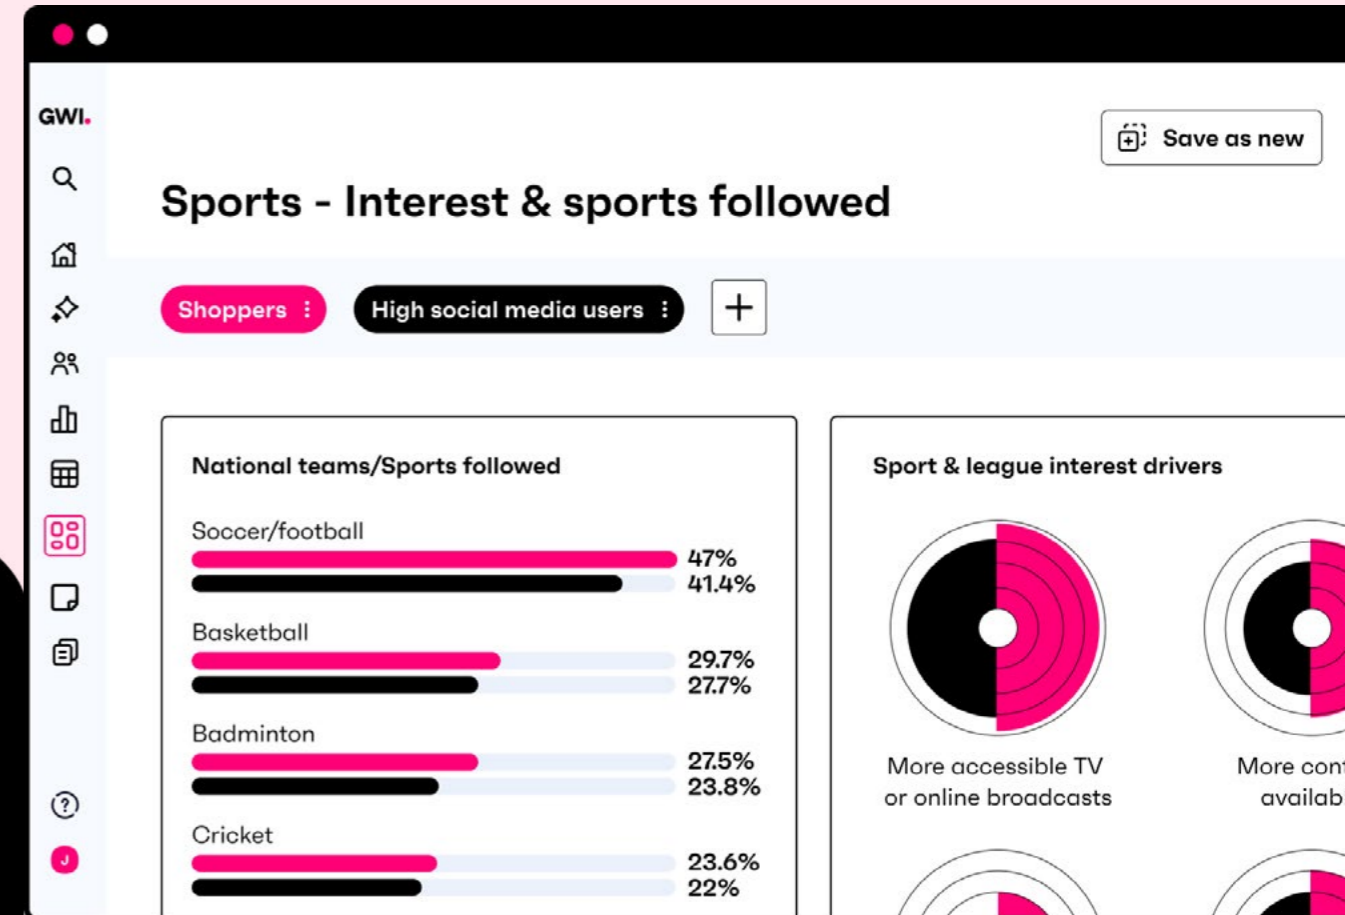 GWI.
Save as new
Sports - Interest & sports followed
Shoppers
High social media users
National teams/Sports followed
Soccer/football
47%
41.4%
Basketball
29.7%
27.7%
Badminton
27.5%
23.8%
Cricket
23.6%
22%
Sport & league interest drivers
More accessible TV
or online broadcasts
More
J